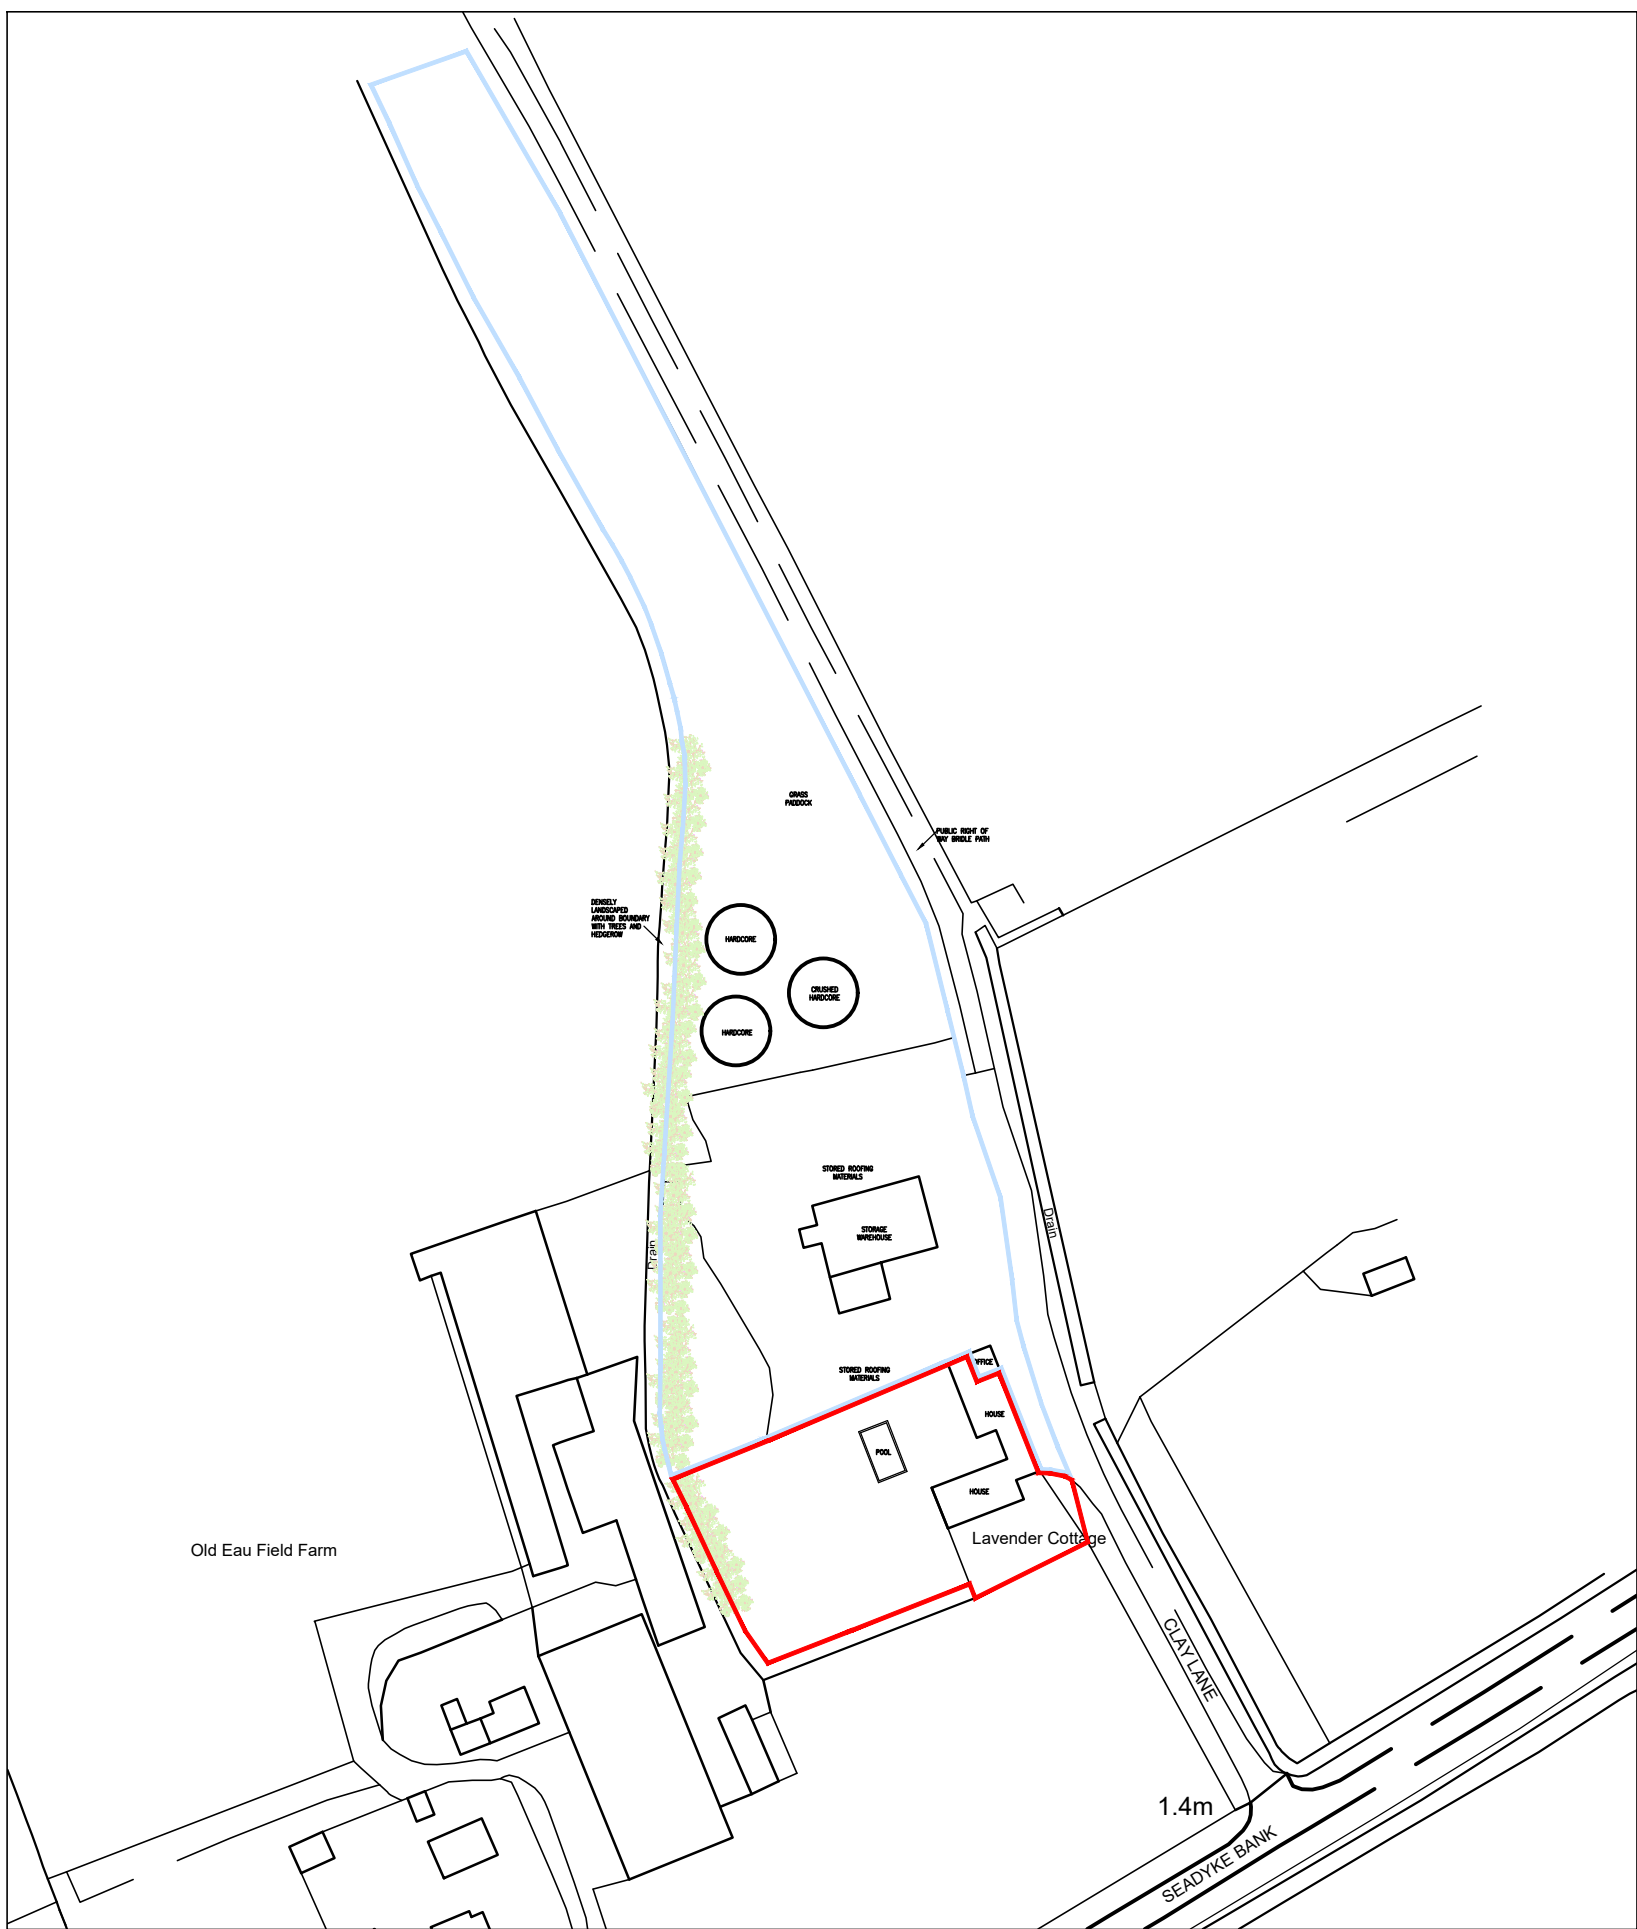 GRASS
PADDOCK
PUBLIC RIGHT OF
WAY BRIDLE PATH
DENSELY
LANDSCAPED
AROUND BOUNDARY
WITH TREES AND
HEDGEROW
HARDCORE
CRUSHED
HARDCORE
HARDCORE
STORED ROOFING
MATERIALS
STORAGE
WAREHOUSE
Drain
Drain
OFFICE
STORED ROOFING
MATERIALS
HOUSE
POOL
HOUSE
Lavender Cottage
Old Eau Field Farm
CLAY LANE
1.4m
SEADYKE BANK